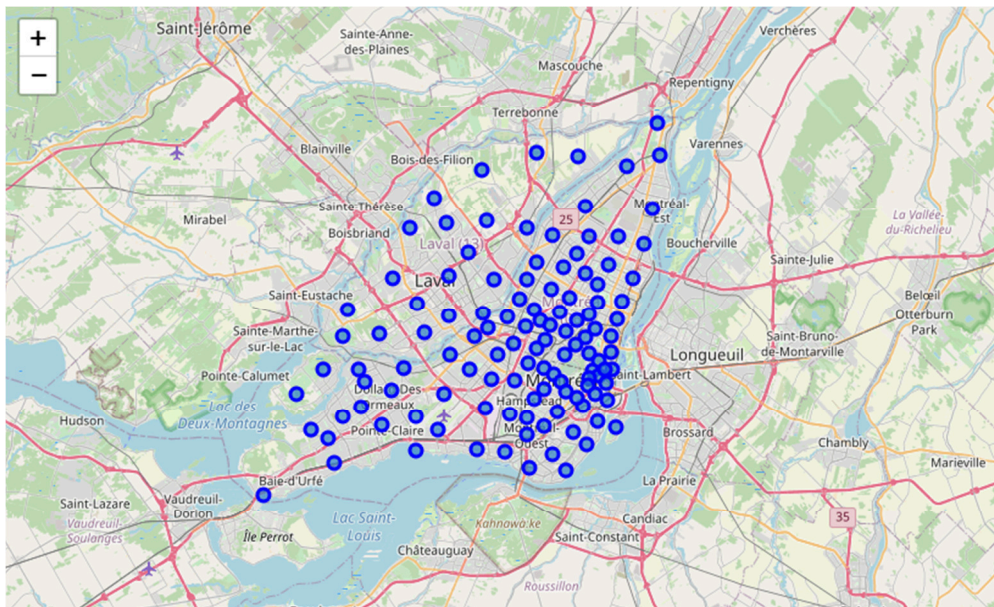 +
−
Saint-Jérôme
Sainte-Anne-
des-Plaines
Verchères
Mascouche
Repentigny
Terrebonne
Blainville
Bois-des-Filion
Varennes
Sainte Thérèse
Mirabel
Boisbriand
25
Montréal-
Est
Laval (13)
Boucherville
La Vallée-
du-Richelieu
Sainte-Julie
Laval
Saint-Eustache
Belœil
Otterburn
Park
Sainte-Marthe-
sur-le-Lac
Saint-Bruno-
de-Montarville
Longueuil
Pointe-Calumet
Saint-Lambert
Lac des
Deux-Montagnes
Hudson
Pointe-Claire
Brossard
Chambly
Marieville
Baie-d'Urfé
La Prairie
Saint-Lazare
Vaudreuil-
Dorion
Vaudreuil-
Soulanges
Lac Saint-
Louis
Île Perrot
Kahnawà:ke
Candiac
35
Saint-Constant
Châteauguay
Roussillon